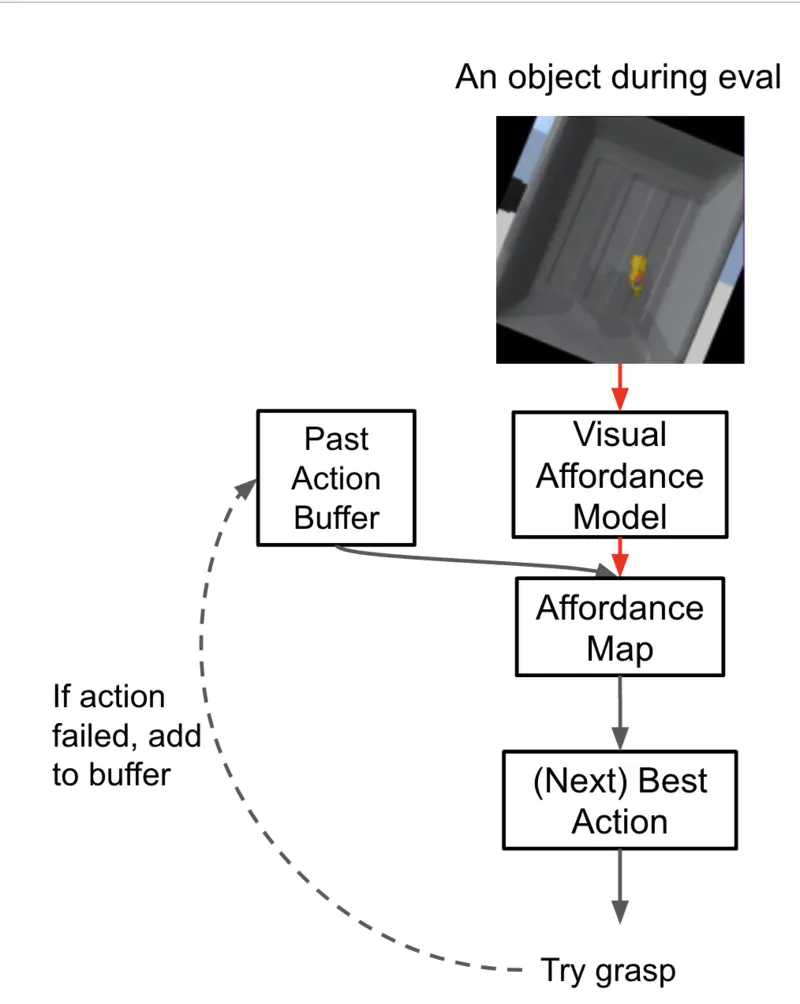 An object during eval
Past
Action
Buffer
Visual
Affordance
Model
Affordance
Map
If action
failed, add
to buffer
(Next) Best
Action
Try grasp